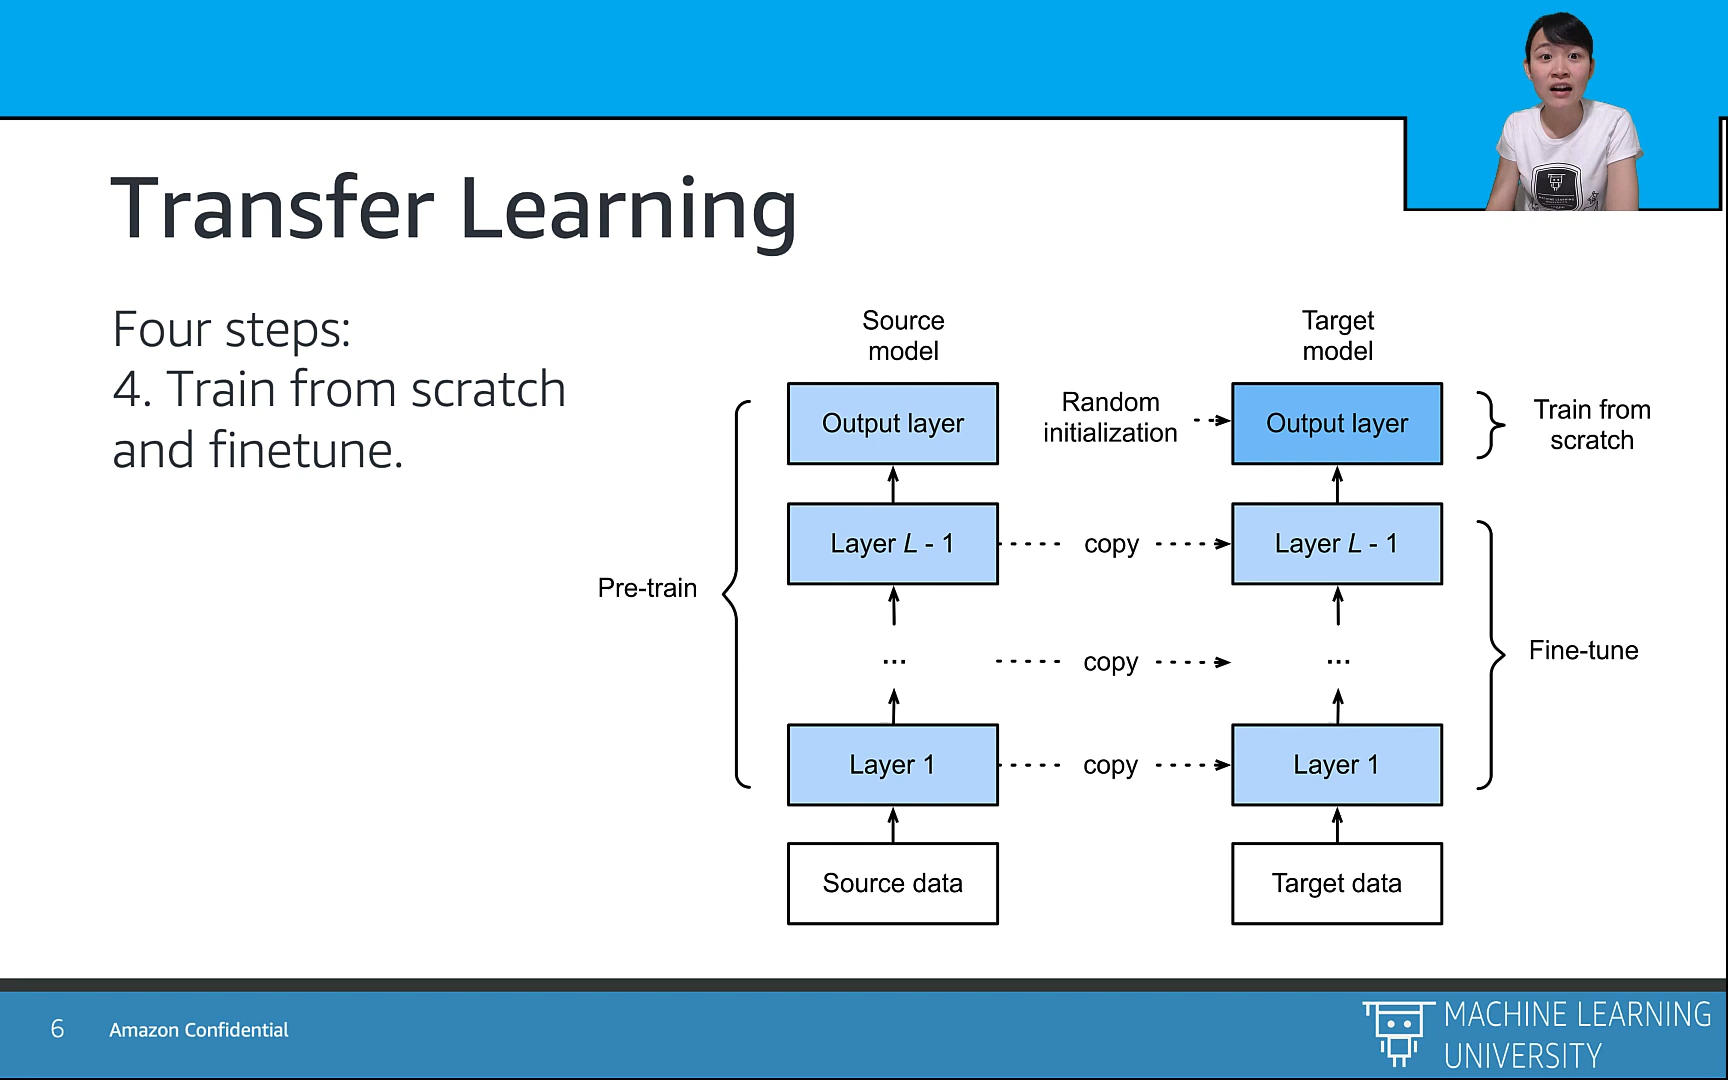 Transfer Learning
Four steps:
4. Train from scratch
and finetune.
Source
model
Target
model
Output layer
Random
initialization
Output layer
Train from
scratch
Layer L - 1
copy
Layer L - 1
Pre-train
...
copy
...
Fine-tune
Layer 1
copy
Layer 1
Source data
Target data
6
Amazon Confidential
MACHINE LEARNING
UNIVERSITY